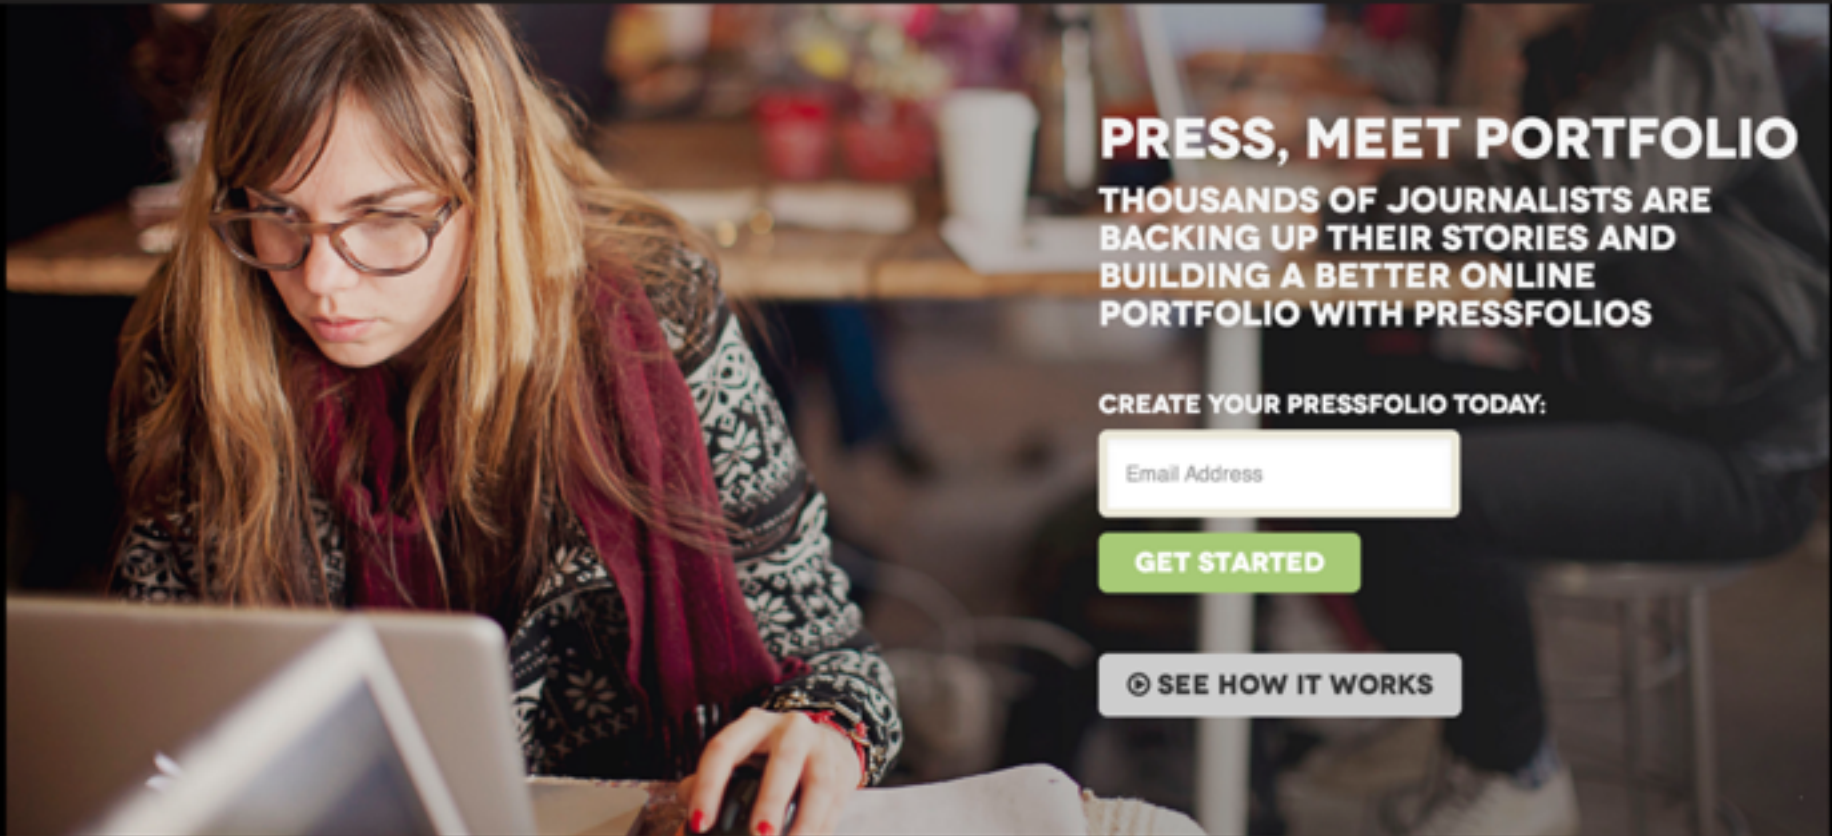 PRESS, MEET PORTFOLIO
THOUSANDS OF JOURNALISTS ARE
BACKING UP THEIR STORIES AND
BUILDING A BETTER ONLINE
PORTFOLIO WITH PRESSFOLIOS
CREATE YOUR PRESSFOLIO TODAY:
Email Address
GET STARTED
SEE HOW IT WORKS